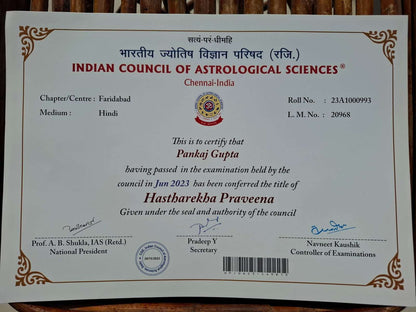 सत्यं परं धीमहि
भारतीय ज्योतिष विज्ञान परिषद (रजि.)
INDIAN COUNCIL OF ASTROLOGICAL SCIENCES®
Chennai-India
Chapter/Centre : Faridabad
Roll No. : 23A1000993
Medium : Hindi
L. M. No. : 20968
This is to certify that
Pankaj Gupta
having passed in the examination held by the
council in Jun 2023 has been conferred the title of
Hastharekha Praveena
Given under the seal and authority of the council
Prof. A. B. Shukla, IAS (Retd.)
National President
Pradeep Y
Secretary
Navneet Kaushik
Controller of Examinations